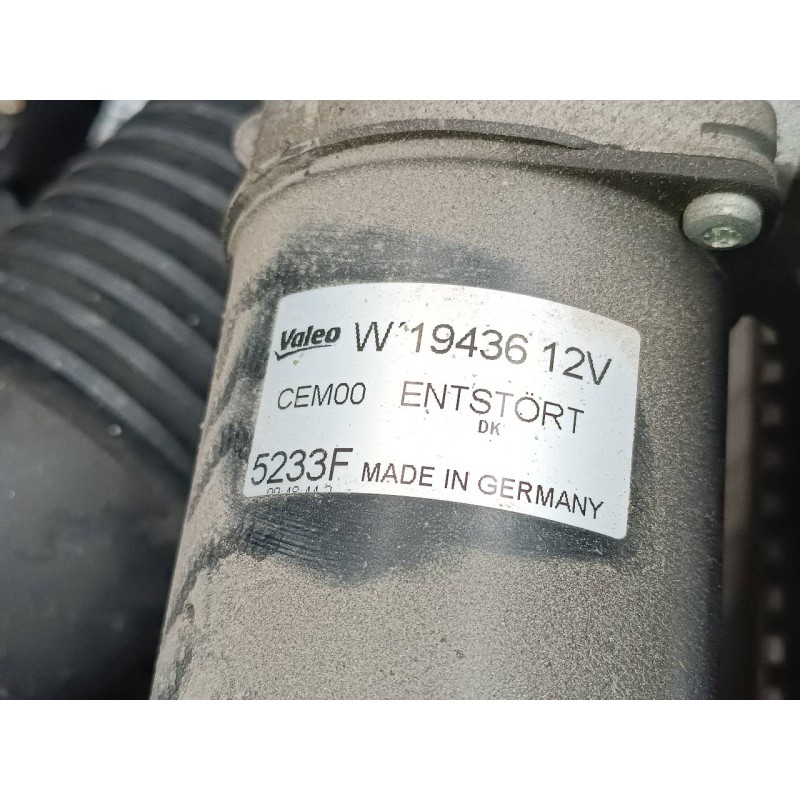 Valeo W 19436 12V
CEM00 ENTSTÖRT
DK
5233F MADE IN GERMANY